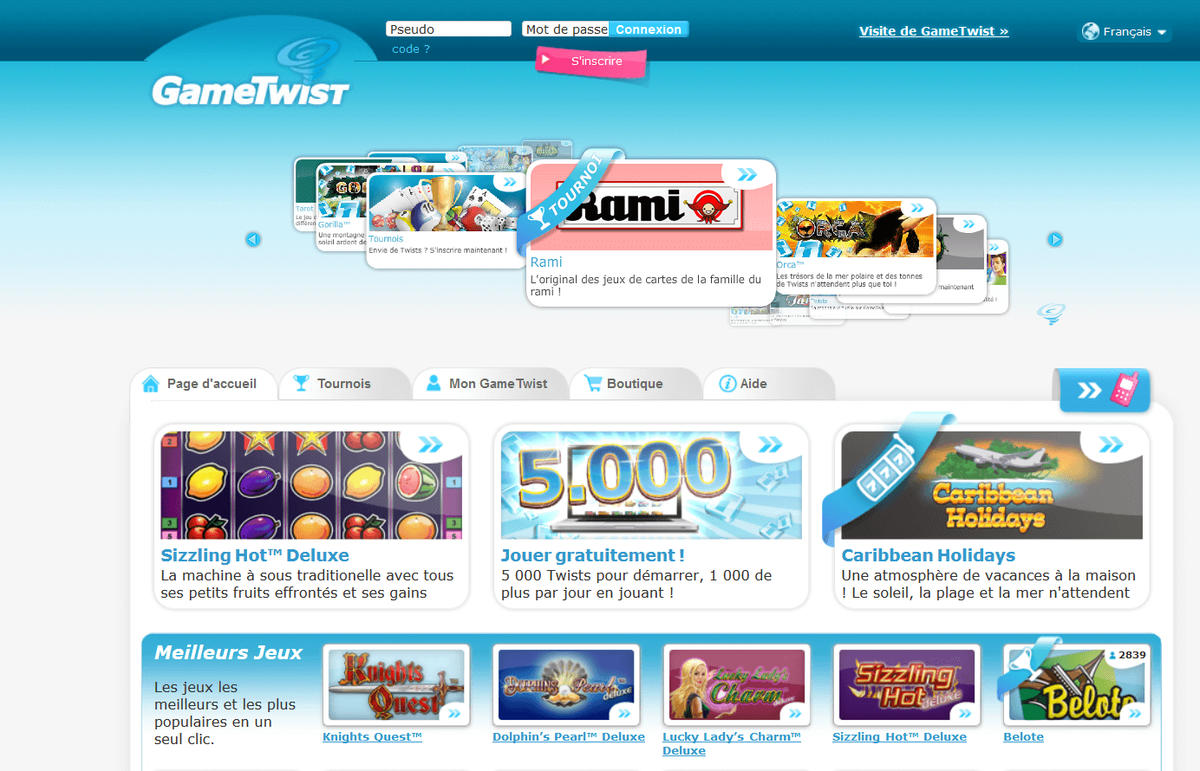 Pseudo
Mot de passe
Connexion
Visite de GameTwist »
Français
code ?
S'inscrire
GameTwist
TOURNOI
Rami
Rami
L'original des jeux de cartes de la famille du
rami !
Gorilla™
Une montagne
soleil ardent de
Tournois
Envie de Twists ? S'inscrire maintenant !
ORCA
Orca™
Les trésors de la mer polaire et des tonnes
de Twists n'attendent plus que toi !
maintenant
Page d'accueil
Tournois
Mon GameTwist
Boutique
Aide
5.000
777
Caribbean
Holidays
Sizzling Hot™ Deluxe
La machine à sous traditionelle avec tous
ses petits fruits effrontés et ses gains
Jouer gratuitement !
5 000 Twists pour démarrer, 1 000 de
plus par jour en jouant !
Caribbean Holidays
Une atmosphère de vacances à la maison
! Le soleil, la plage et la mer n'attendent
Meilleurs Jeux
Les jeux les
meilleurs et les plus
populaires en un
seul clic.
Knights
Quest
Knights Quest™
Dolphin's Pearl deluxe
Dolphin's Pearl™ Deluxe
Lucky Lady's
Charm
deluxe
Lucky Lady's Charm™
Deluxe
Sizzling
Hot deluxe
Sizzling Hot™ Deluxe
2839
Belote
Belote